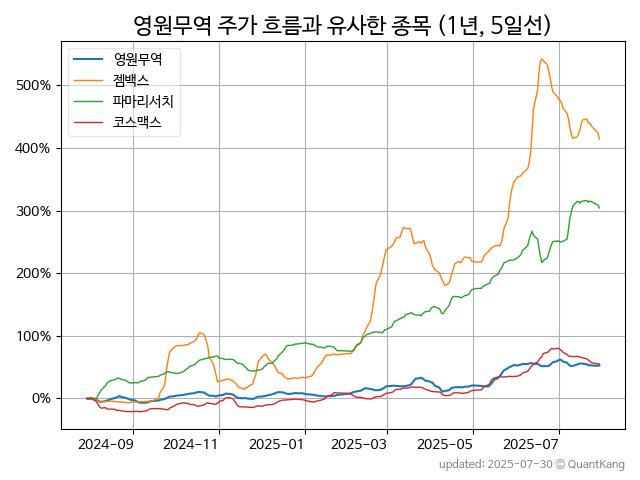 영원무역 주가 흐름과 유사한 종목 (1년, 5일선)
영원무역
젬백스
파마리서치
코스맥스
500%
400%
300%
200%
100%
0%
2024-09 2024-11 2025-01 2025-03 2025-05 2025-07
updated: 2025-07-30 © QuantKang